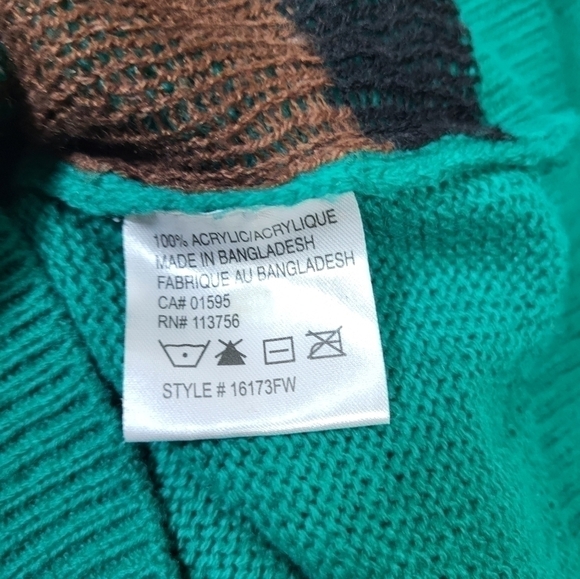 100% ACRYLIC/ACRYLIQUE
MADE IN BANGLADESH
FABRIQUE AU BANGLADESH
CA# 01595
RN# 113756
STYLE # 16173FW